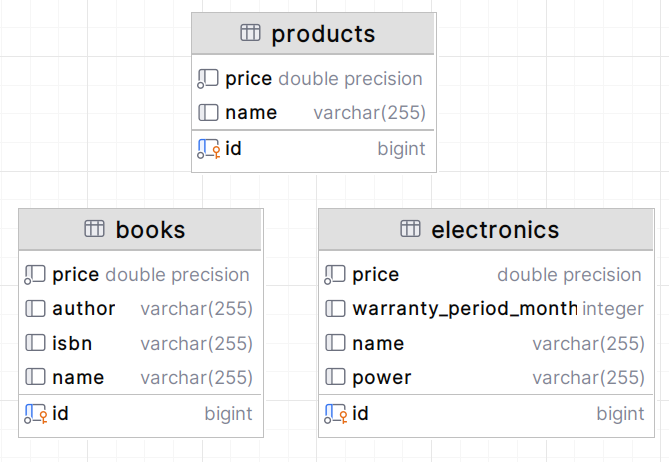 products
price double precision
name varchar(255)
id bigint
books
price double precision
author varchar(255)
isbn varchar(255)
name varchar(255)
id bigint
electronics
price double precision
warranty_period_month integer
name varchar(255)
power varchar(255)
id bigint